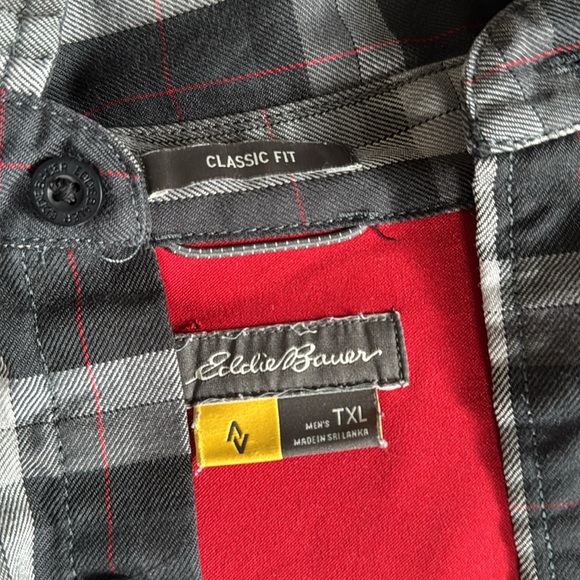 CLASSIC FIT
Eddie Bauer
MEN'S TXL
MADE IN SRI LANKA